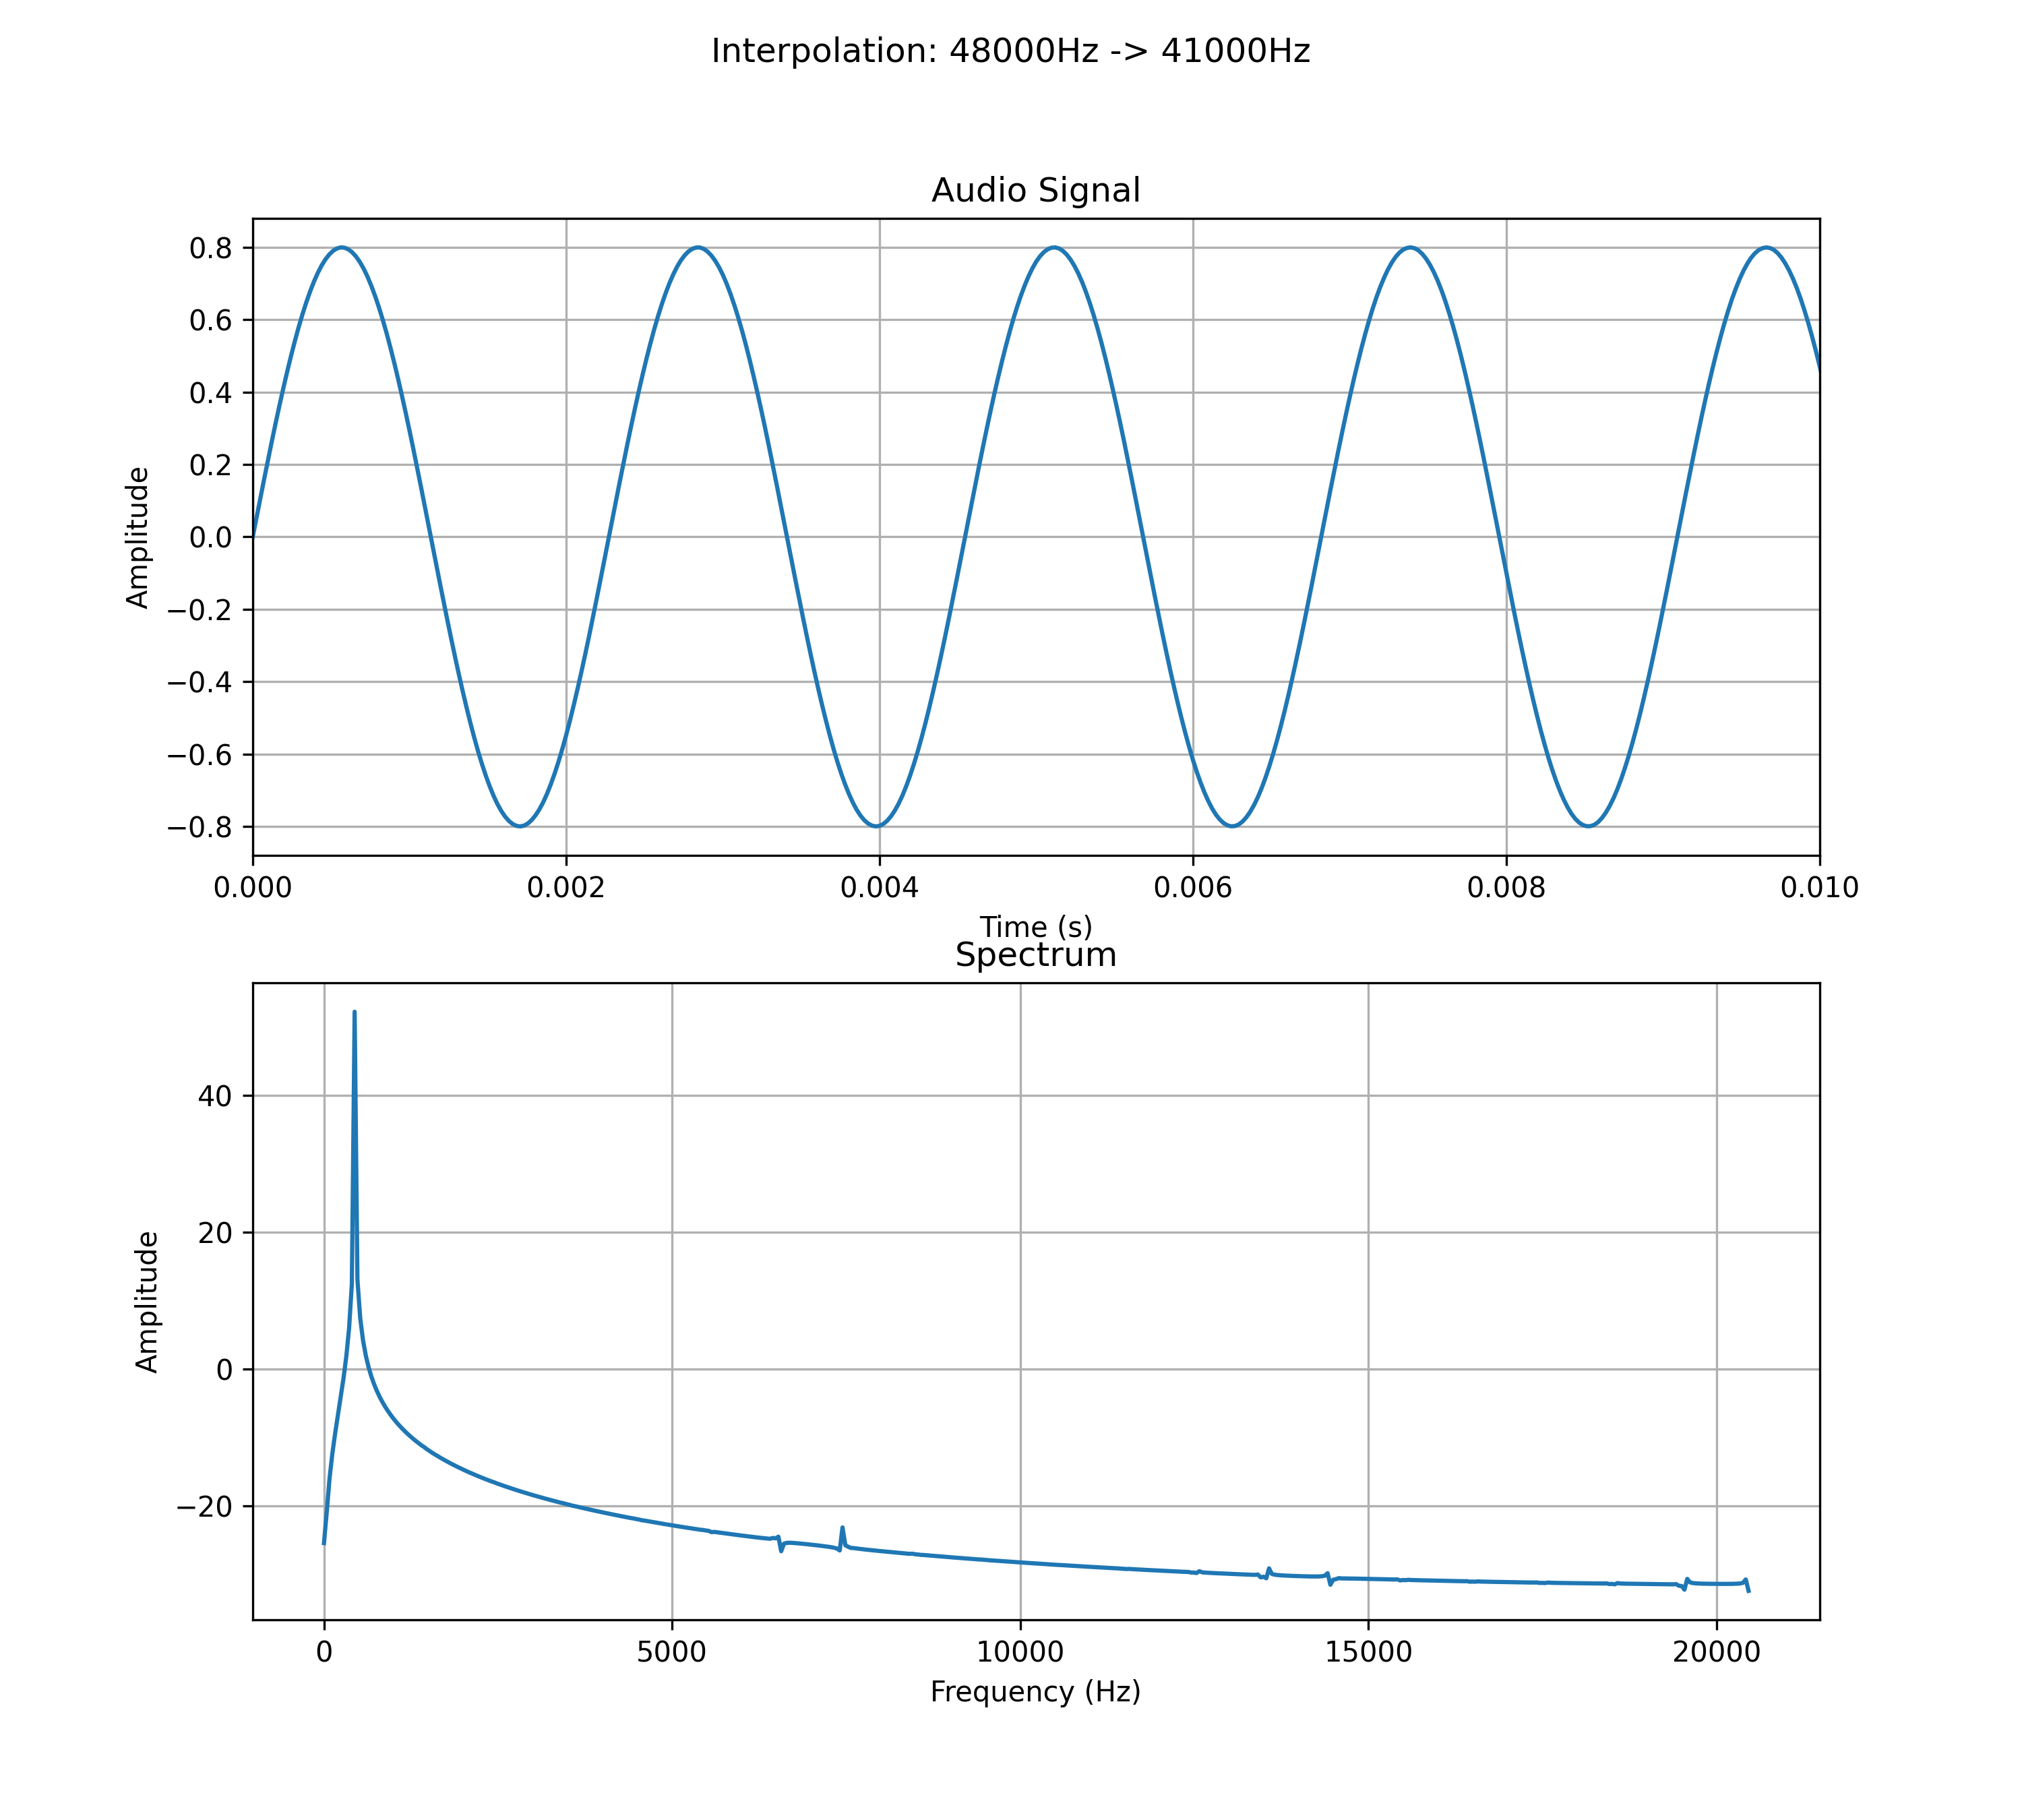 Interpolation: 48000Hz -> 41000Hz
Audio Signal
Amplitude
0.8
0.6
0.4
0.2
0.0
−0.2
−0.4
−0.6
−0.8
0.000 0.002 0.004 0.006 0.008 0.010
Time (s)
Spectrum
Amplitude
40
20
0
−20
0 5000 10000 15000 20000
Frequency (Hz)